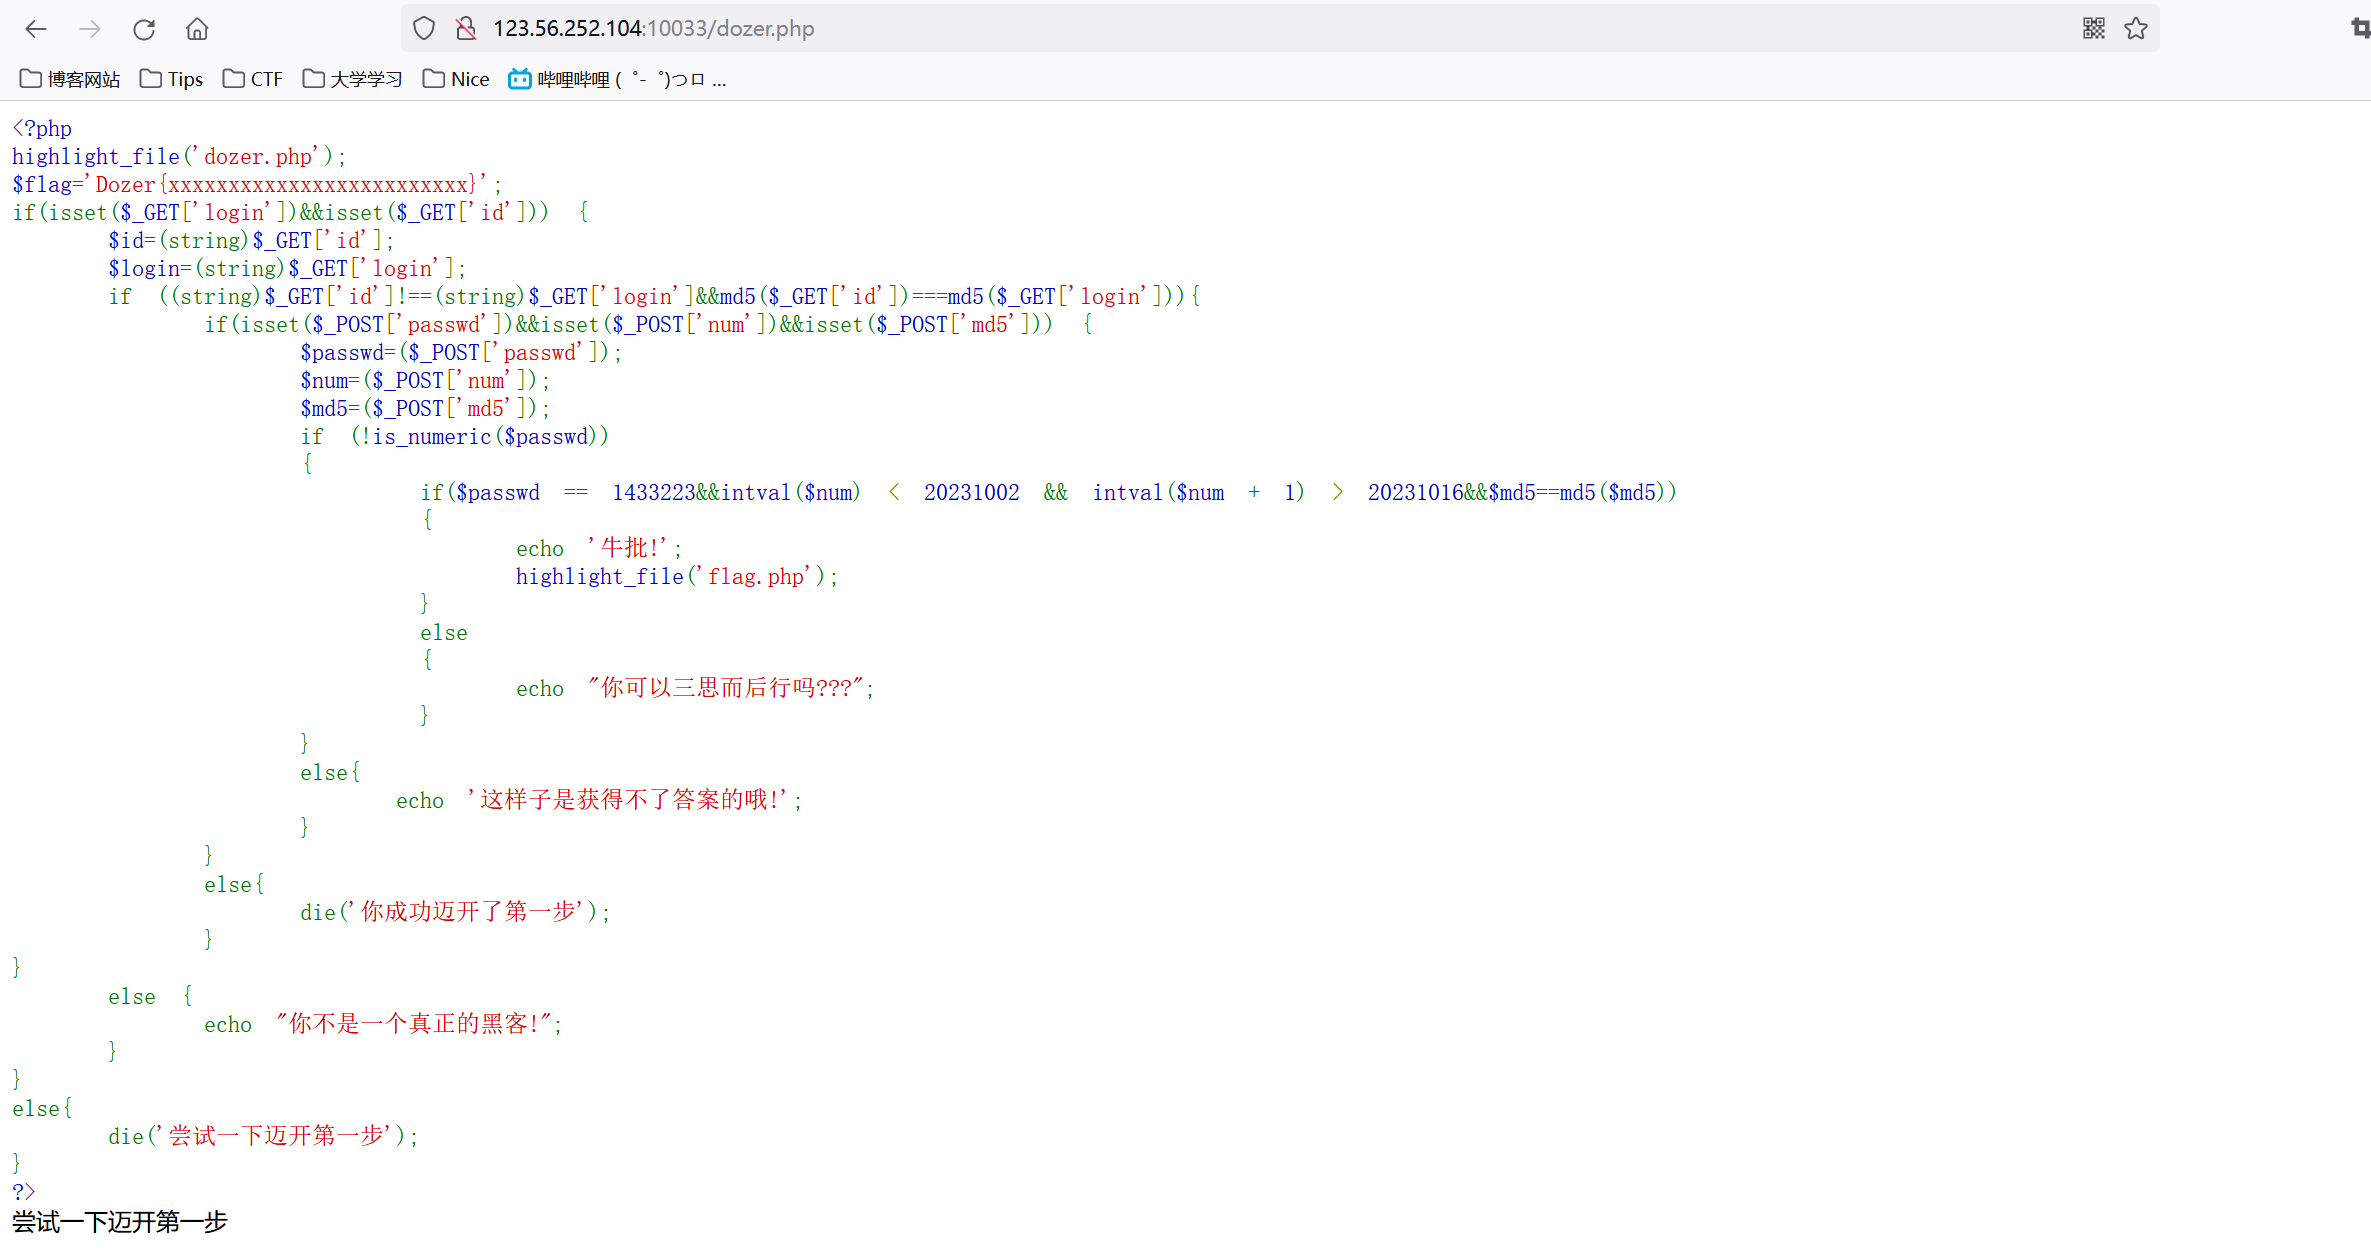 123.56.252.104:10033/dozer.php
博客网站 Tips CTF 大学学习 Nice 哔哩哔哩 ( ゜- ゜)つロ ...
<?php
highlight_file('dozer.php');
$flag='Dozer{xxxxxxxxxxxxxxxxxxxxxxxxx}';
if(isset($_GET['login'])&&isset($_GET['id'])) {
$id=(string)$_GET['id'];
$login=(string)$_GET['login'];
if ((string)$_GET['id']!==(string)$_GET['login']&&md5($_GET['id'])===md5($_GET['login'])){
if(isset($_POST['passwd'])&&isset($_POST['num'])&&isset($_POST['md5'])) {
$passwd=($_POST['passwd']);
$num=($_POST['num']);
$md5=($_POST['md5']);
if (!is_numeric($passwd))
{
if($passwd == 1433223&&intval($num) < 20231002 && intval($num + 1) > 20231016&&$md5==md5($md5))
{
echo '牛批!';
highlight_file('flag.php');
}
else
{
echo "你可以三思而后行吗???";
}
}
else{
echo '这样子是获得不了答案的哦!';
}
}
else{
die('你成功迈开了第一步');
}
}
else {
echo "你不是一个真正的黑客!";
}
}
else{
die('尝试一下迈开第一步');
}
?>
尝试一下迈开第一步